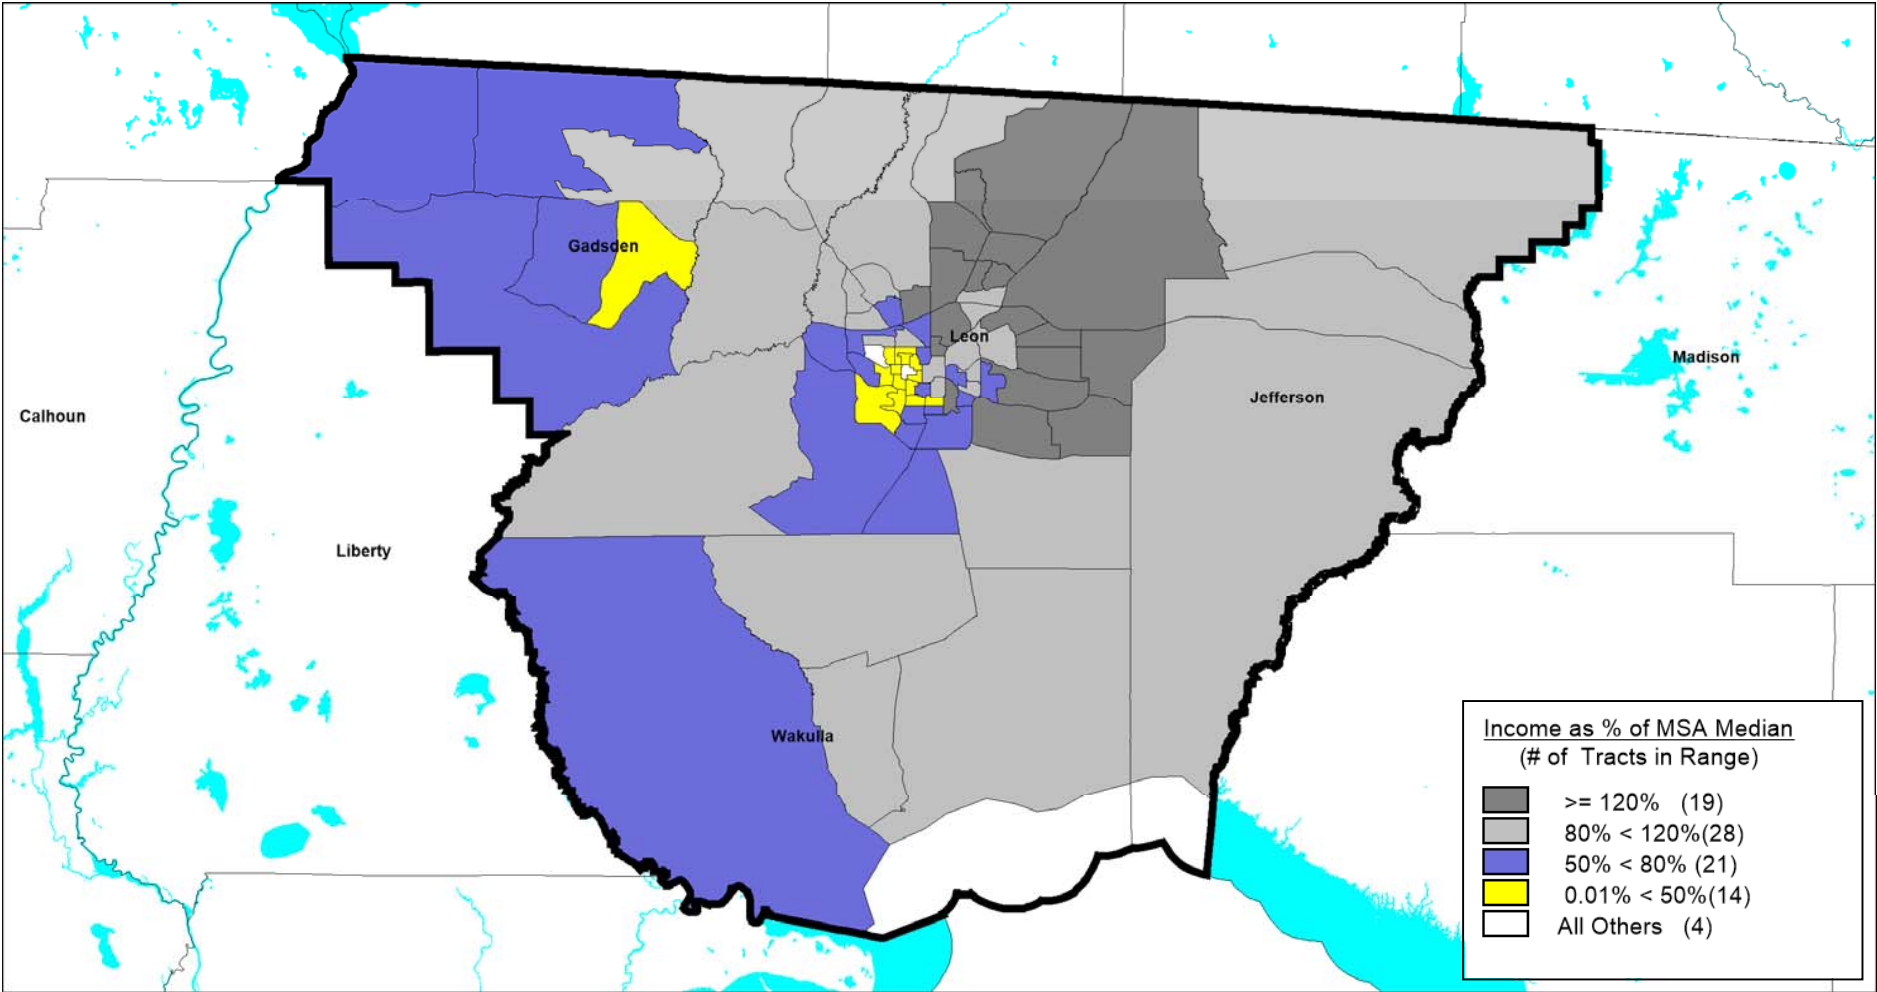 Gadsden
Leon
Madison
Jefferson
Calhoun
Liberty
Wakulla
Income as % of MSA Median
(# of Tracts in Range)
>= 120% (19)
80% < 120%(28)
50% < 80% (21)
0.01% < 50%(14)
All Others (4)